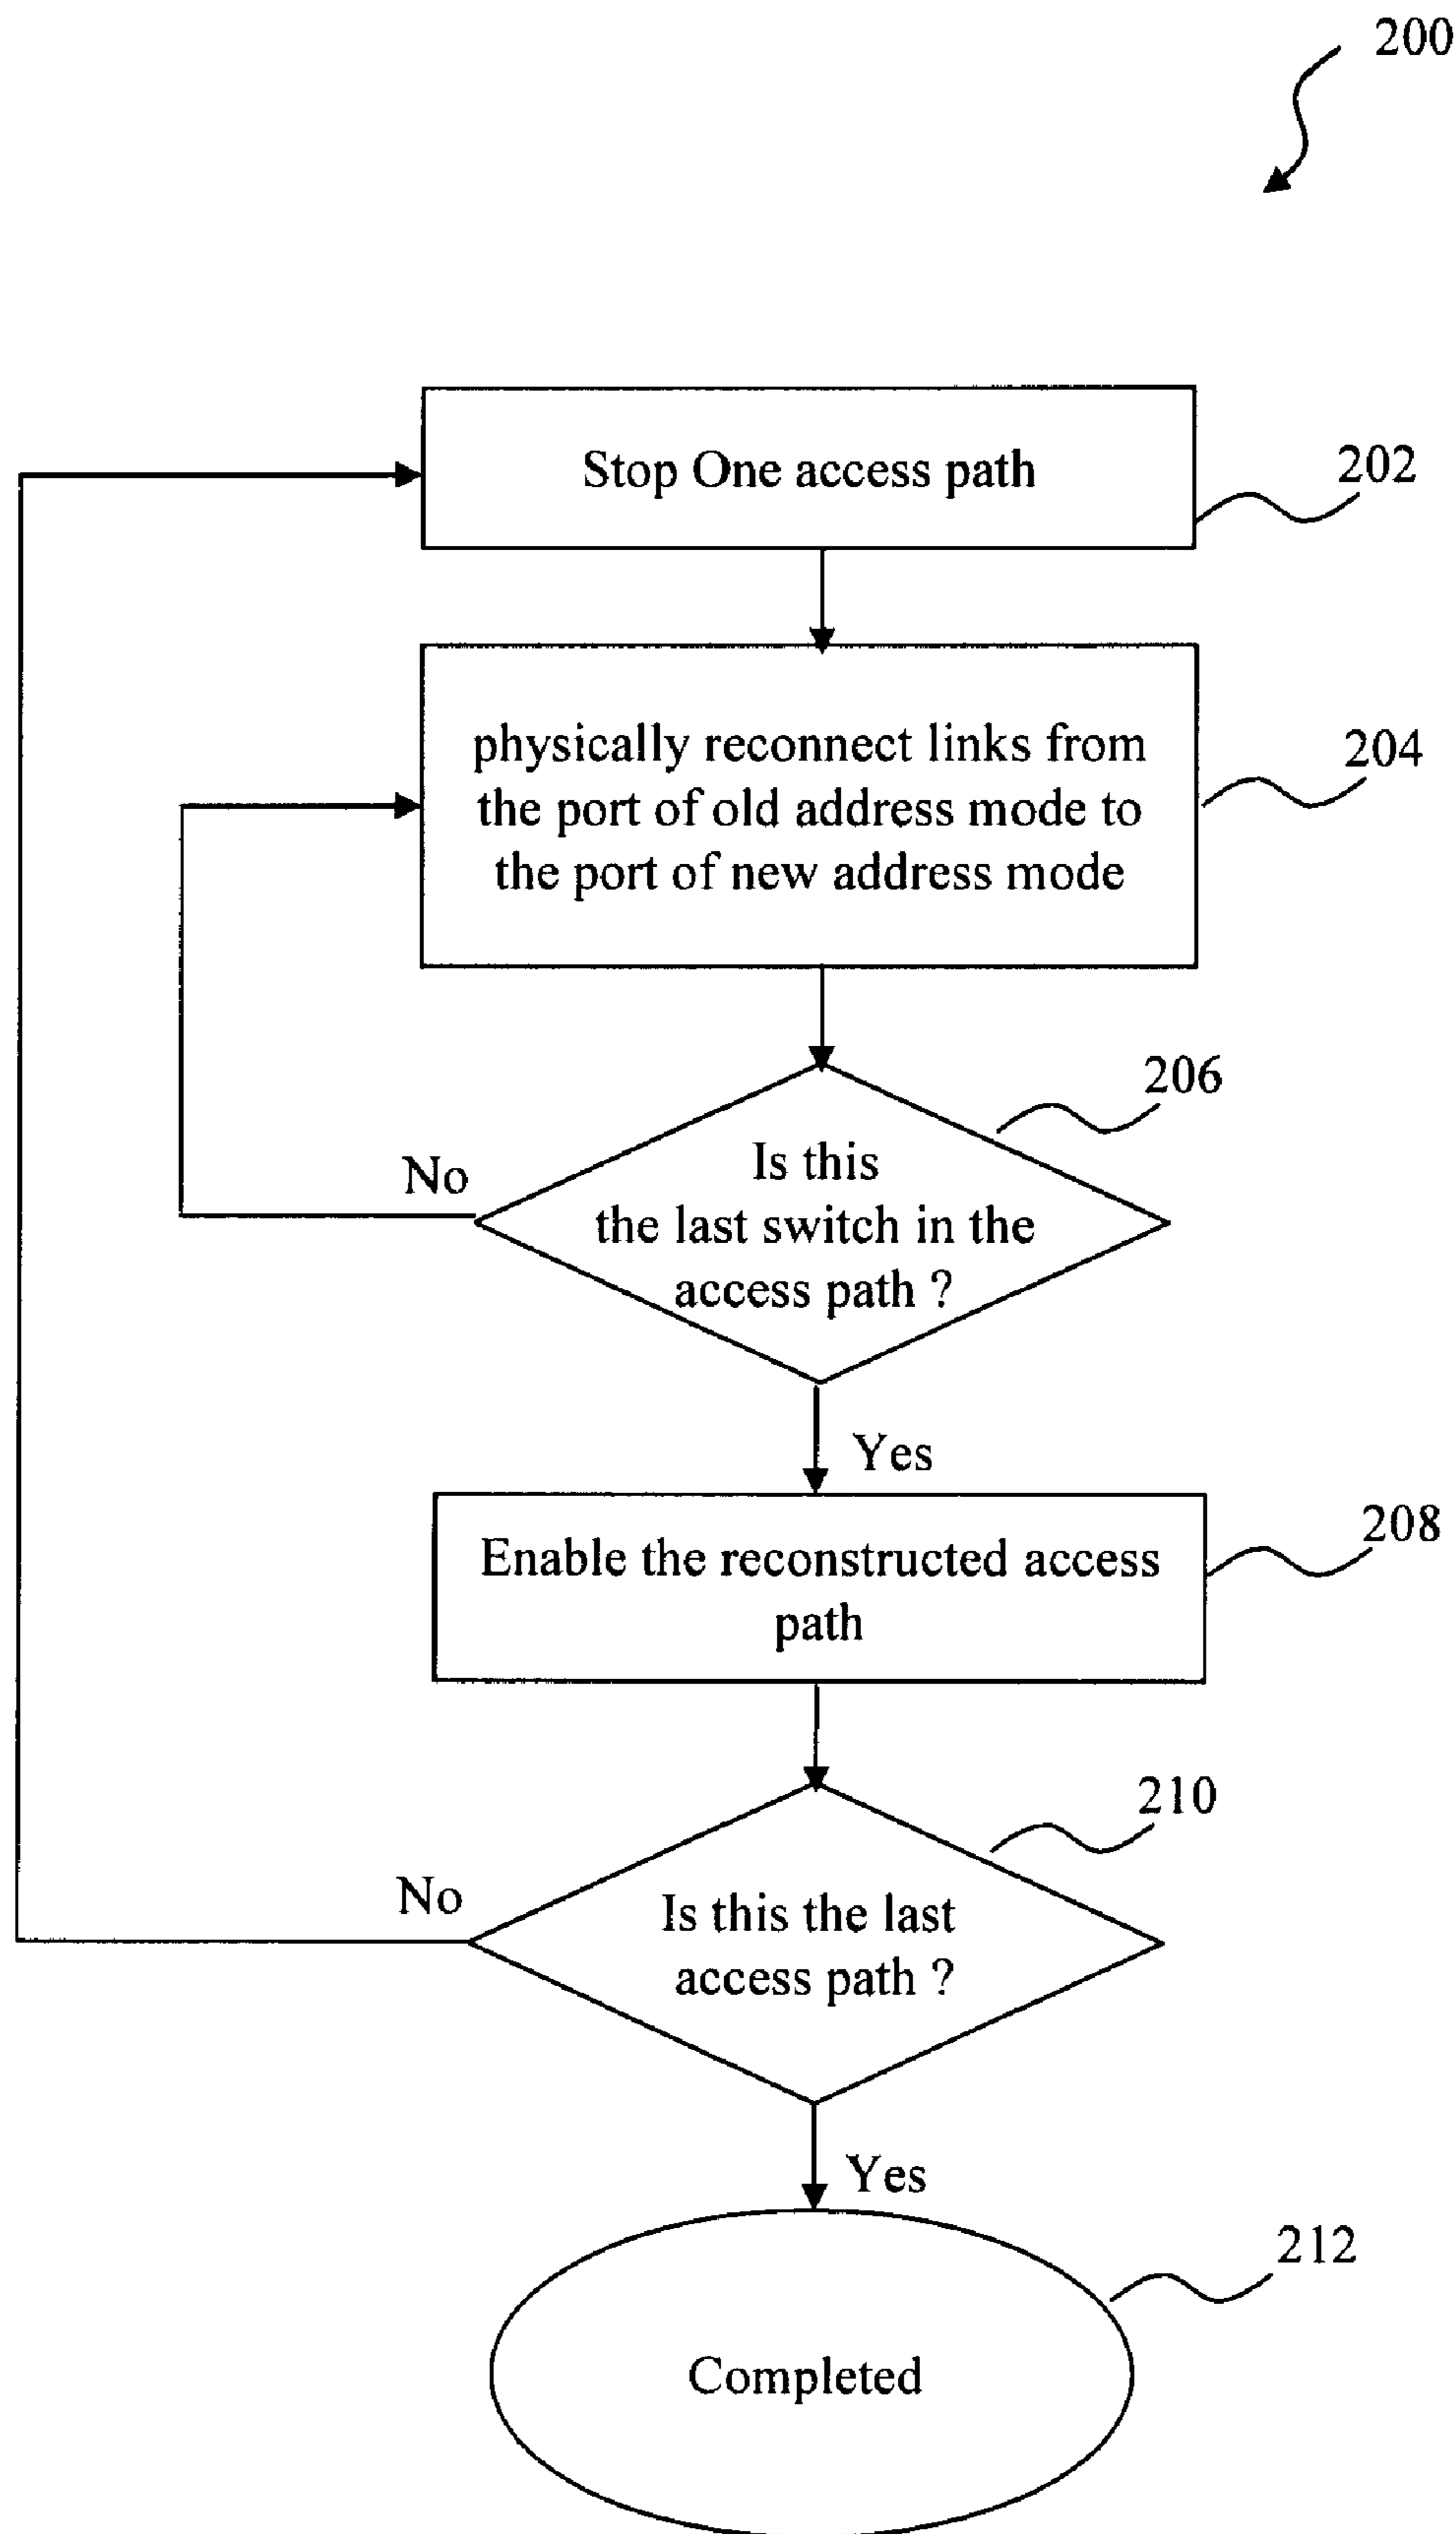 200
Stop One access path
202
physically reconnect links from
the port of old address mode to
the port of new address mode
204
206
Is this
the last switch in the
access path ?
No
Yes
Enable the reconstructed access
path
208
210
Is this the last
access path ?
No
Yes
212
Completed